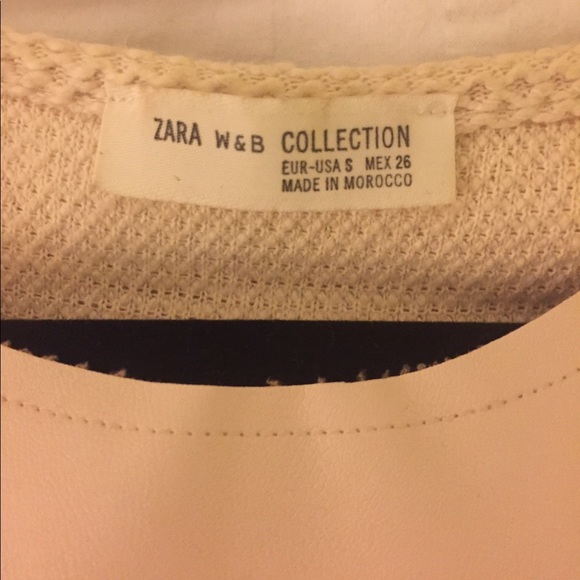 ZARA W & B COLLECTION
EUR-USA S MEX 26
MADE IN MOROCCO